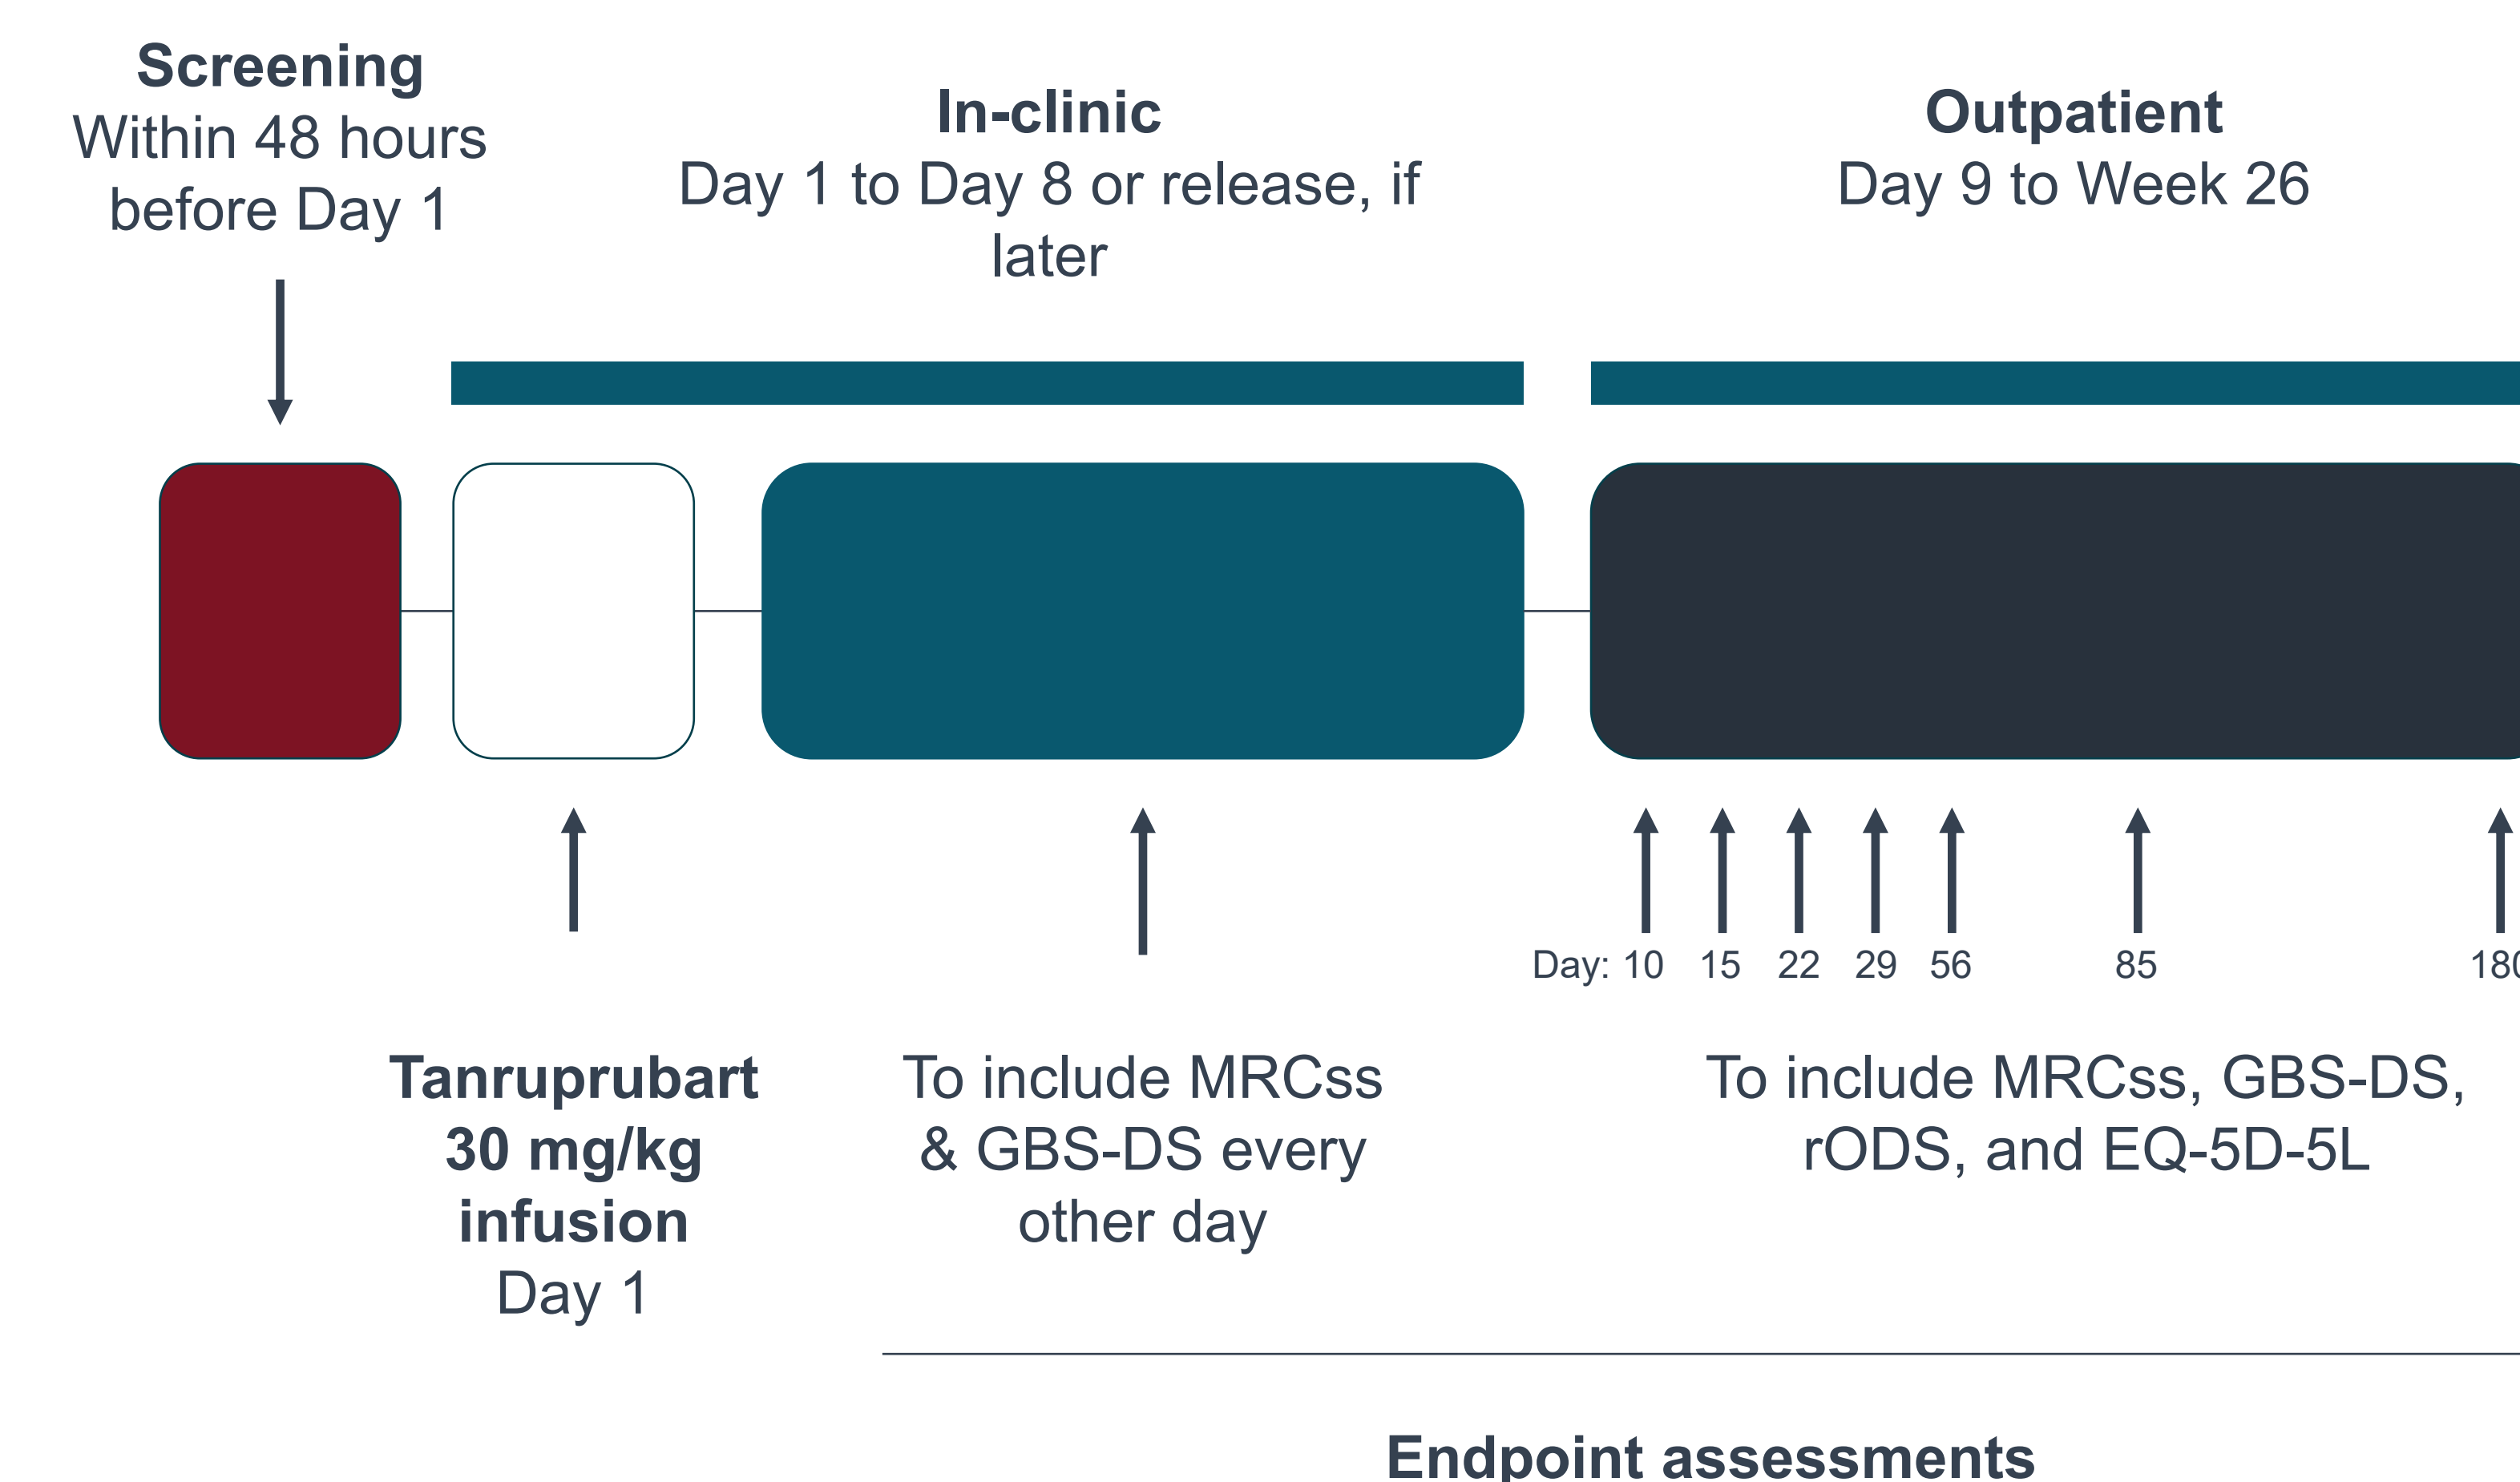 Screening
Within 48 hours
before Day 1
In-clinic
Day 1 to Day 8 or release, if
later
Outpatient
Day 9 to Week 26
Day: 10 15 22 29 56 85 180
Tanruprubart
30 mg/kg
infusion
Day 1
To include MRCss
& GBS-DS every
other day
To include MRCss, GBS-DS,
rODS, and EQ-5D-5L
Endpoint assessments